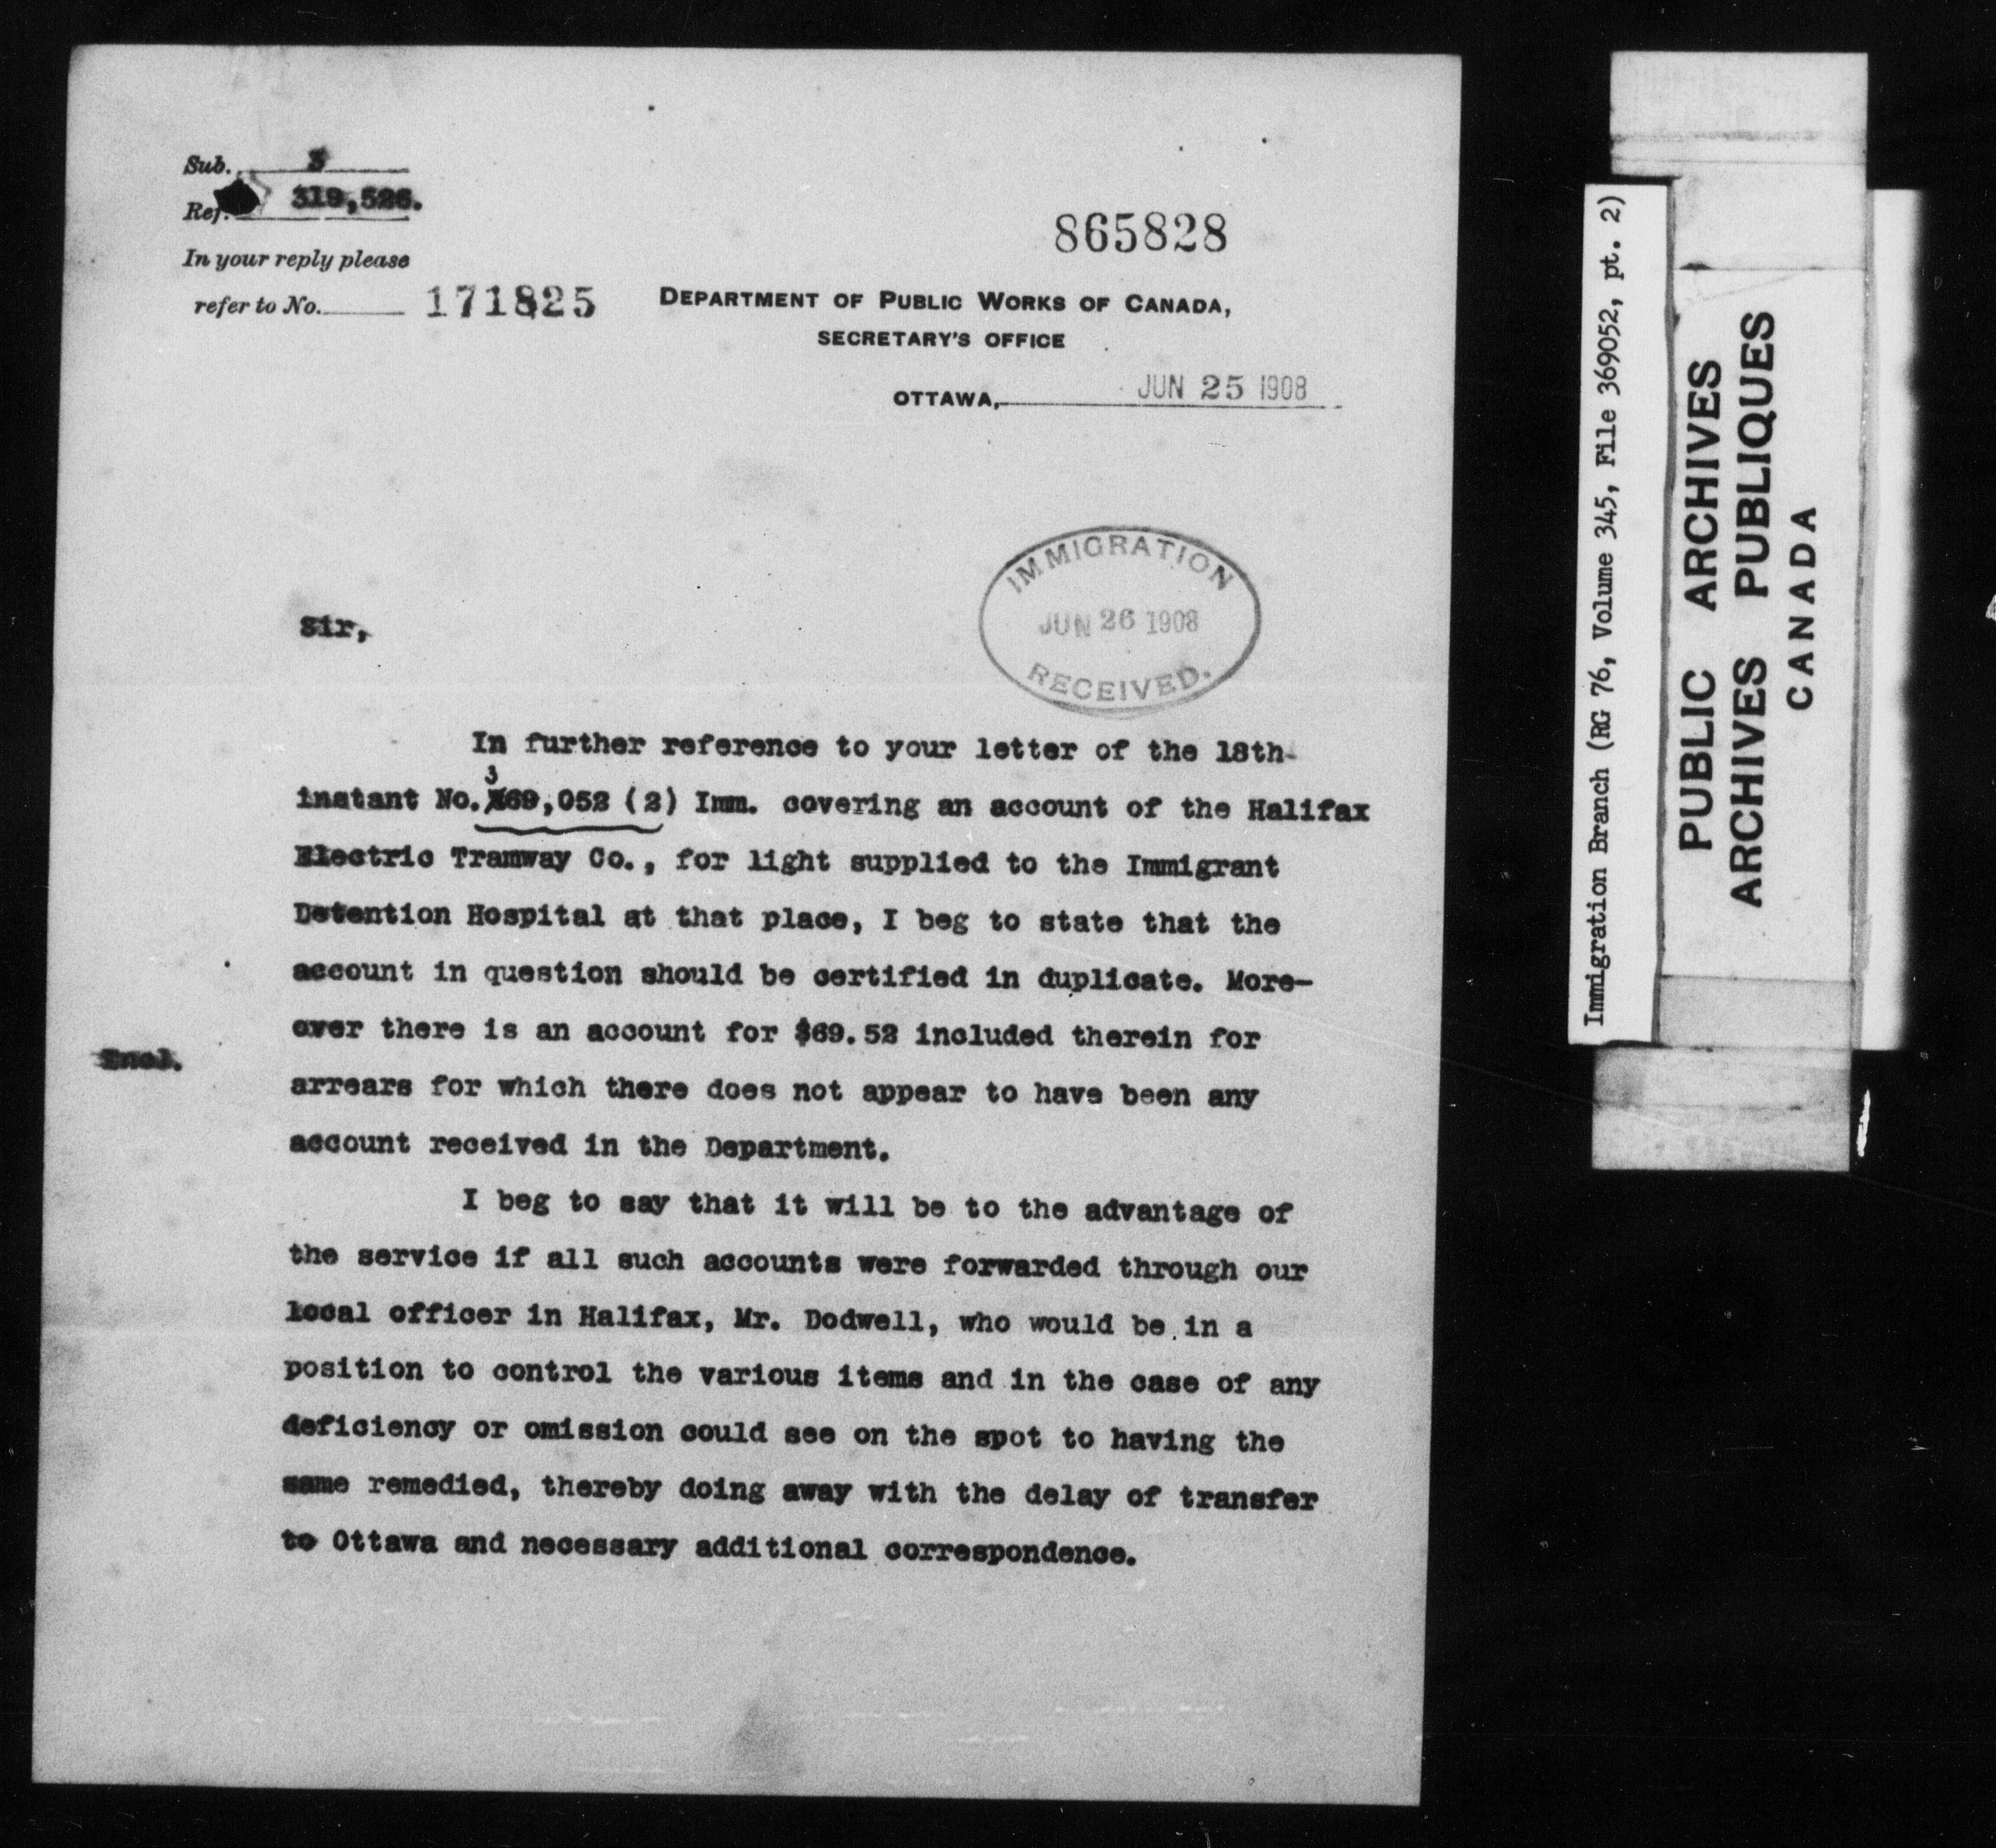 Sub. 3
Ref. 319,526.
In your reply please
refer to No. 171825
865828
DEPARTMENT OF PUBLIC WORKS OF CANADA,
SECRETARY'S OFFICE
OTTAWA, JUN 25 1908
IMMIGRATION
JUN 26 1908
RECEIVED.
Sir,
In further reference to your letter of the 18th
instant No. 369,052 (2) Imm. covering an account of the Halifax
Electric Tramway Co., for light supplied to the Immigrant
Detention Hospital at that place, I beg to state that the
account in question should be certified in duplicate. More-
over there is an account for $69.52 included therein for
Encl.
arrears for which there does not appear to have been any
account received in the Department.
I beg to say that it will be to the advantage of
the service if all such accounts were forwarded through our
local officer in Halifax, Mr. Dodwell, who would be in a
position to control the various items and in the case of any
deficiency or omission could see on the spot to having the
same remedied, thereby doing away with the delay of transfer
to Ottawa and necessary additional correspondence.
Immigration Branch (RG 76, Volume 345, File 369052, pt. 2)
PUBLIC ARCHIVES
ARCHIVES PUBLIQUES
CANADA